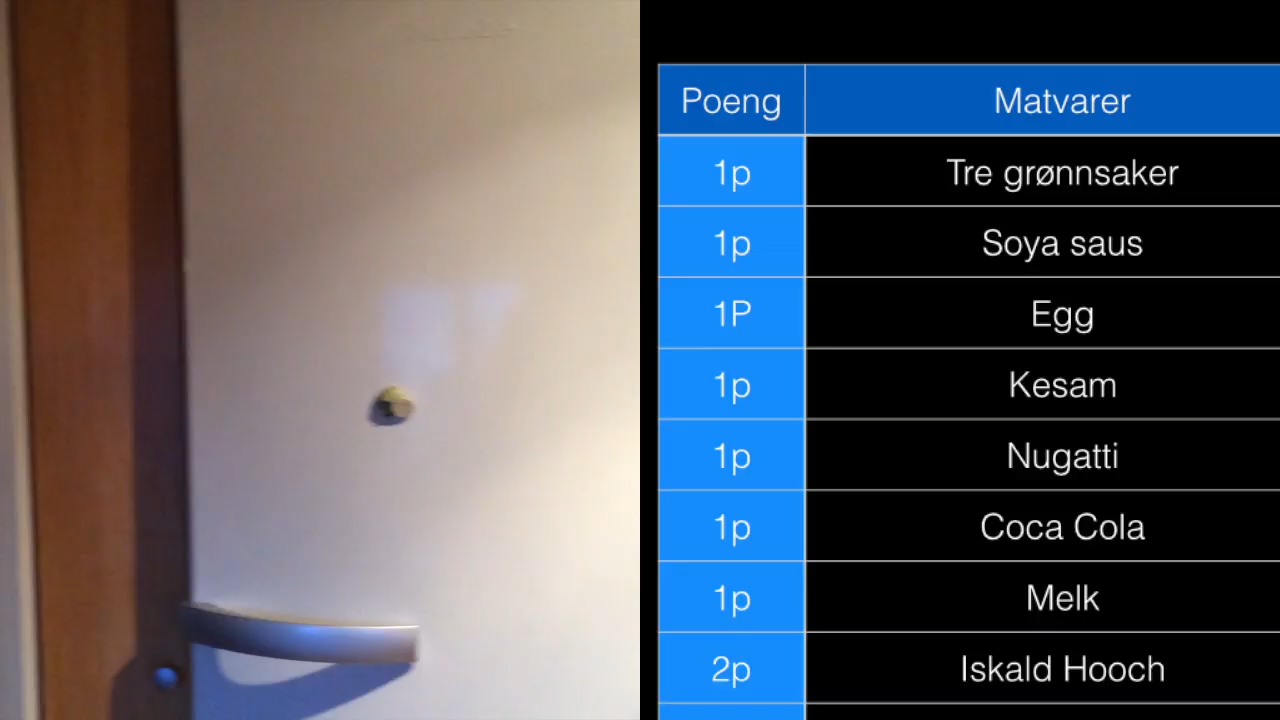 Poeng Matvarer
1p Tre grønnsaker
1p Soya saus
1P Egg
1p Kesam
1p Nugatti
1p Coca Cola
1p Melk
2p Iskald Hooch